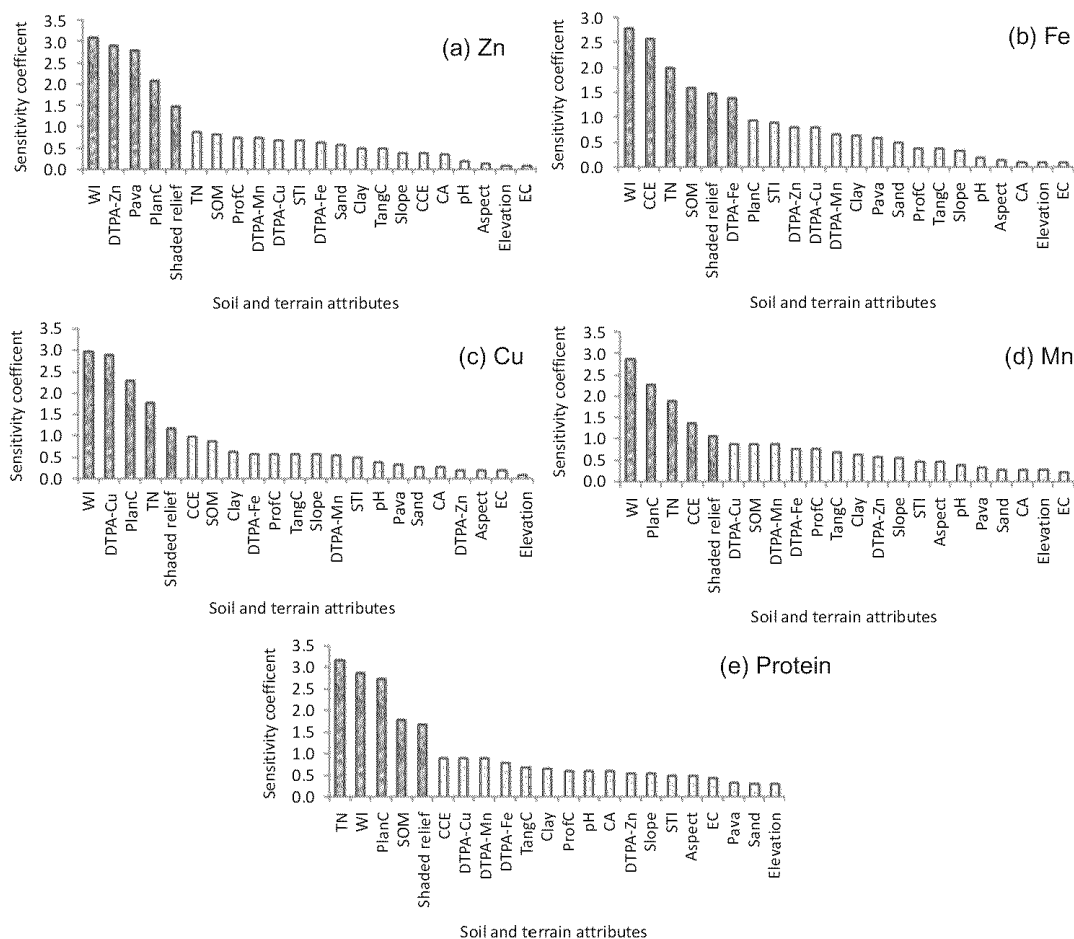 (a) Zn
Sensitivity coefficent
3.5
3.0
2.5
2.0
1.5
1.0
0.5
0.0
WI
DTPA-Zn
Pava
PlanC
Shaded relief
TN
SOM
ProfC
DTPA-Mn
DTPA-Cu
STI
DTPA-Fe
Sand
Clay
TangC
Slope
CCE
CA
pH
Aspect
Elevation
EC
Soil and terrain attributes
(b) Fe
Sensitivity coefficent
3.0
2.5
2.0
1.5
1.0
0.5
0.0
WI
CCE
TN
SOM
Shaded relief
DTPA-Fe
PlanC
STI
DTPA-Zn
DTPA-Cu
DTPA-Mn
Clay
Pava
Sand
ProfC
TangC
Slope
pH
Aspect
CA
Elevation
EC
Soil and terrain attributes
(c) Cu
Sensitivity coefficent
3.5
3.0
2.5
2.0
1.5
1.0
0.5
0.0
WI
DTPA-Cu
PlanC
TN
Shaded relief
CCE
SOM
Clay
DTPA-Fe
ProfC
TangC
Slope
DTPA-Mn
STI
pH
Pava
Sand
CA
DTPA-Zn
Aspect
EC
Elevation
Soil and terrain attributes
(d) Mn
Sensitivity coefficent
3.5
3.0
2.5
2.0
1.5
1.0
0.5
0.0
WI
PlanC
TN
CCE
Shaded relief
DTPA-Cu
SOM
DTPA-Mn
DTPA-Fe
ProfC
TangC
Clay
DTPA-Zn
Slope
STI
Aspect
pH
Pava
Sand
CA
Elevation
EC
Soil and terrain attributes
(e) Protein
Sensitivity coefficent
3.5
3.0
2.5
2.0
1.5
1.0
0.5
0.0
TN
WI
PlanC
SOM
Shaded relief
CCE
DTPA-Cu
DTPA-Mn
DTPA-Fe
TangC
Clay
ProfC
pH
CA
DTPA-Zn
Slope
STI
Aspect
EC
Pava
Sand
Elevation
Soil and terrain attributes